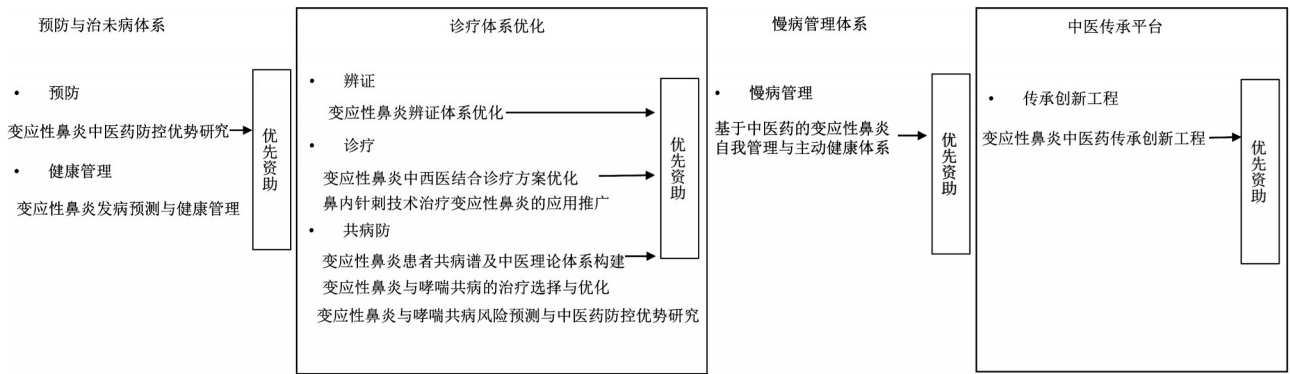 预防与治未病体系
• 预防
变应性鼻炎中医药防控优势研究
• 健康管理
变应性鼻炎发病预测与健康管理
优先资助
诊疗体系优化
• 辨证
变应性鼻炎辨证体系优化
• 诊疗
变应性鼻炎中西医结合诊疗方案优化
鼻内针刺技术治疗变应性鼻炎的应用推广
• 共病防
变应性鼻炎患者共病谱及中医理论体系构建
变应性鼻炎与哮喘共病的治疗选择与优化
变应性鼻炎与哮喘共病风险预测与中医药防控优势研究
优先资助
慢病管理体系
• 慢病管理
基于中医药的变应性鼻炎
自我管理与主动健康体系
优先资助
中医传承平台
• 传承创新工程
变应性鼻炎中医药传承创新工程
优先资助